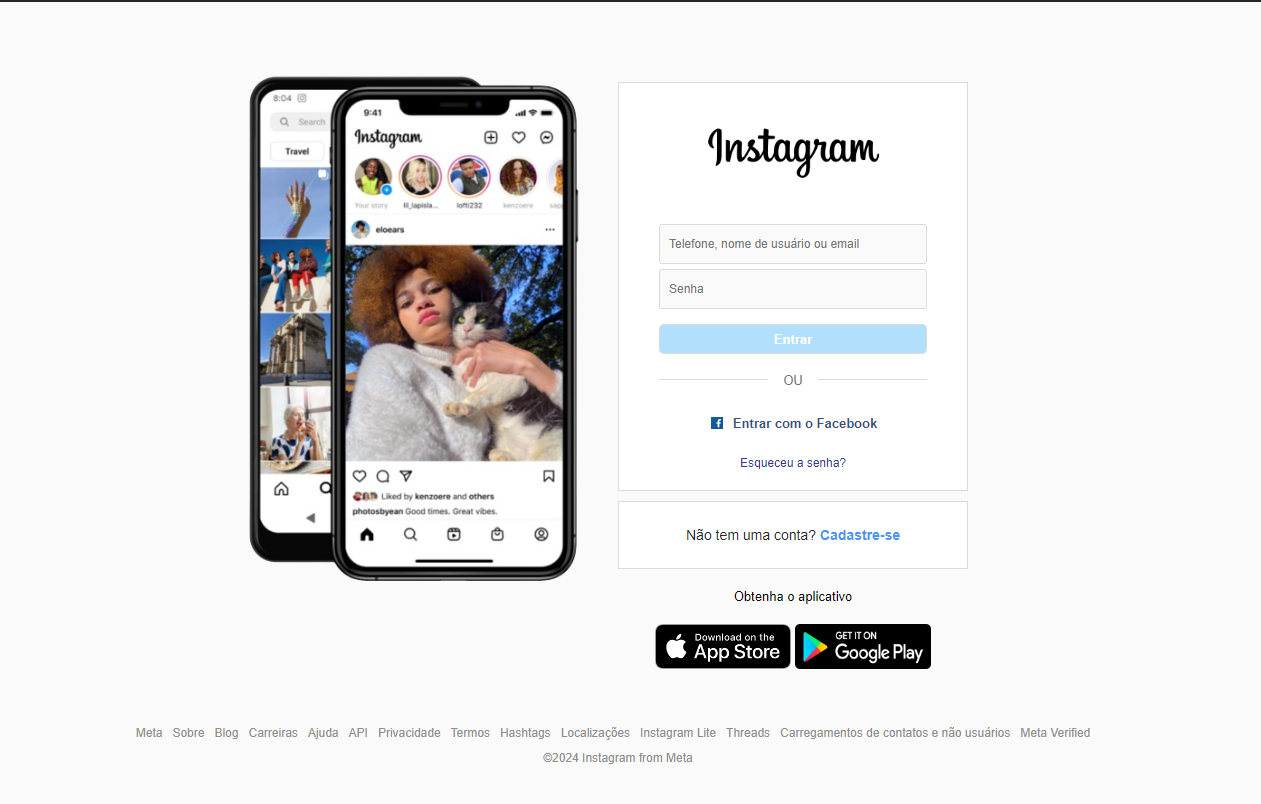 8:04
Search
Travel
9:41
Instagram
Your story
lil_lapisla...
lofti232
kenzoere
eloears
Liked by kenzoere and others
photosbyean Good times. Great vibes.
Instagram
Telefone, nome de usuário ou email
Senha
Entrar
OU
Entrar com o Facebook
Esqueceu a senha?
Não tem uma conta? Cadastre-se
Obtenha o aplicativo
Download on the
App Store
GET IT ON
Google Play
Meta Sobre Blog Carreiras Ajuda API Privacidade Termos Hashtags Localizações Instagram Lite Threads Carregamentos de contatos e não usuários Meta Verified
©2024 Instagram from Meta